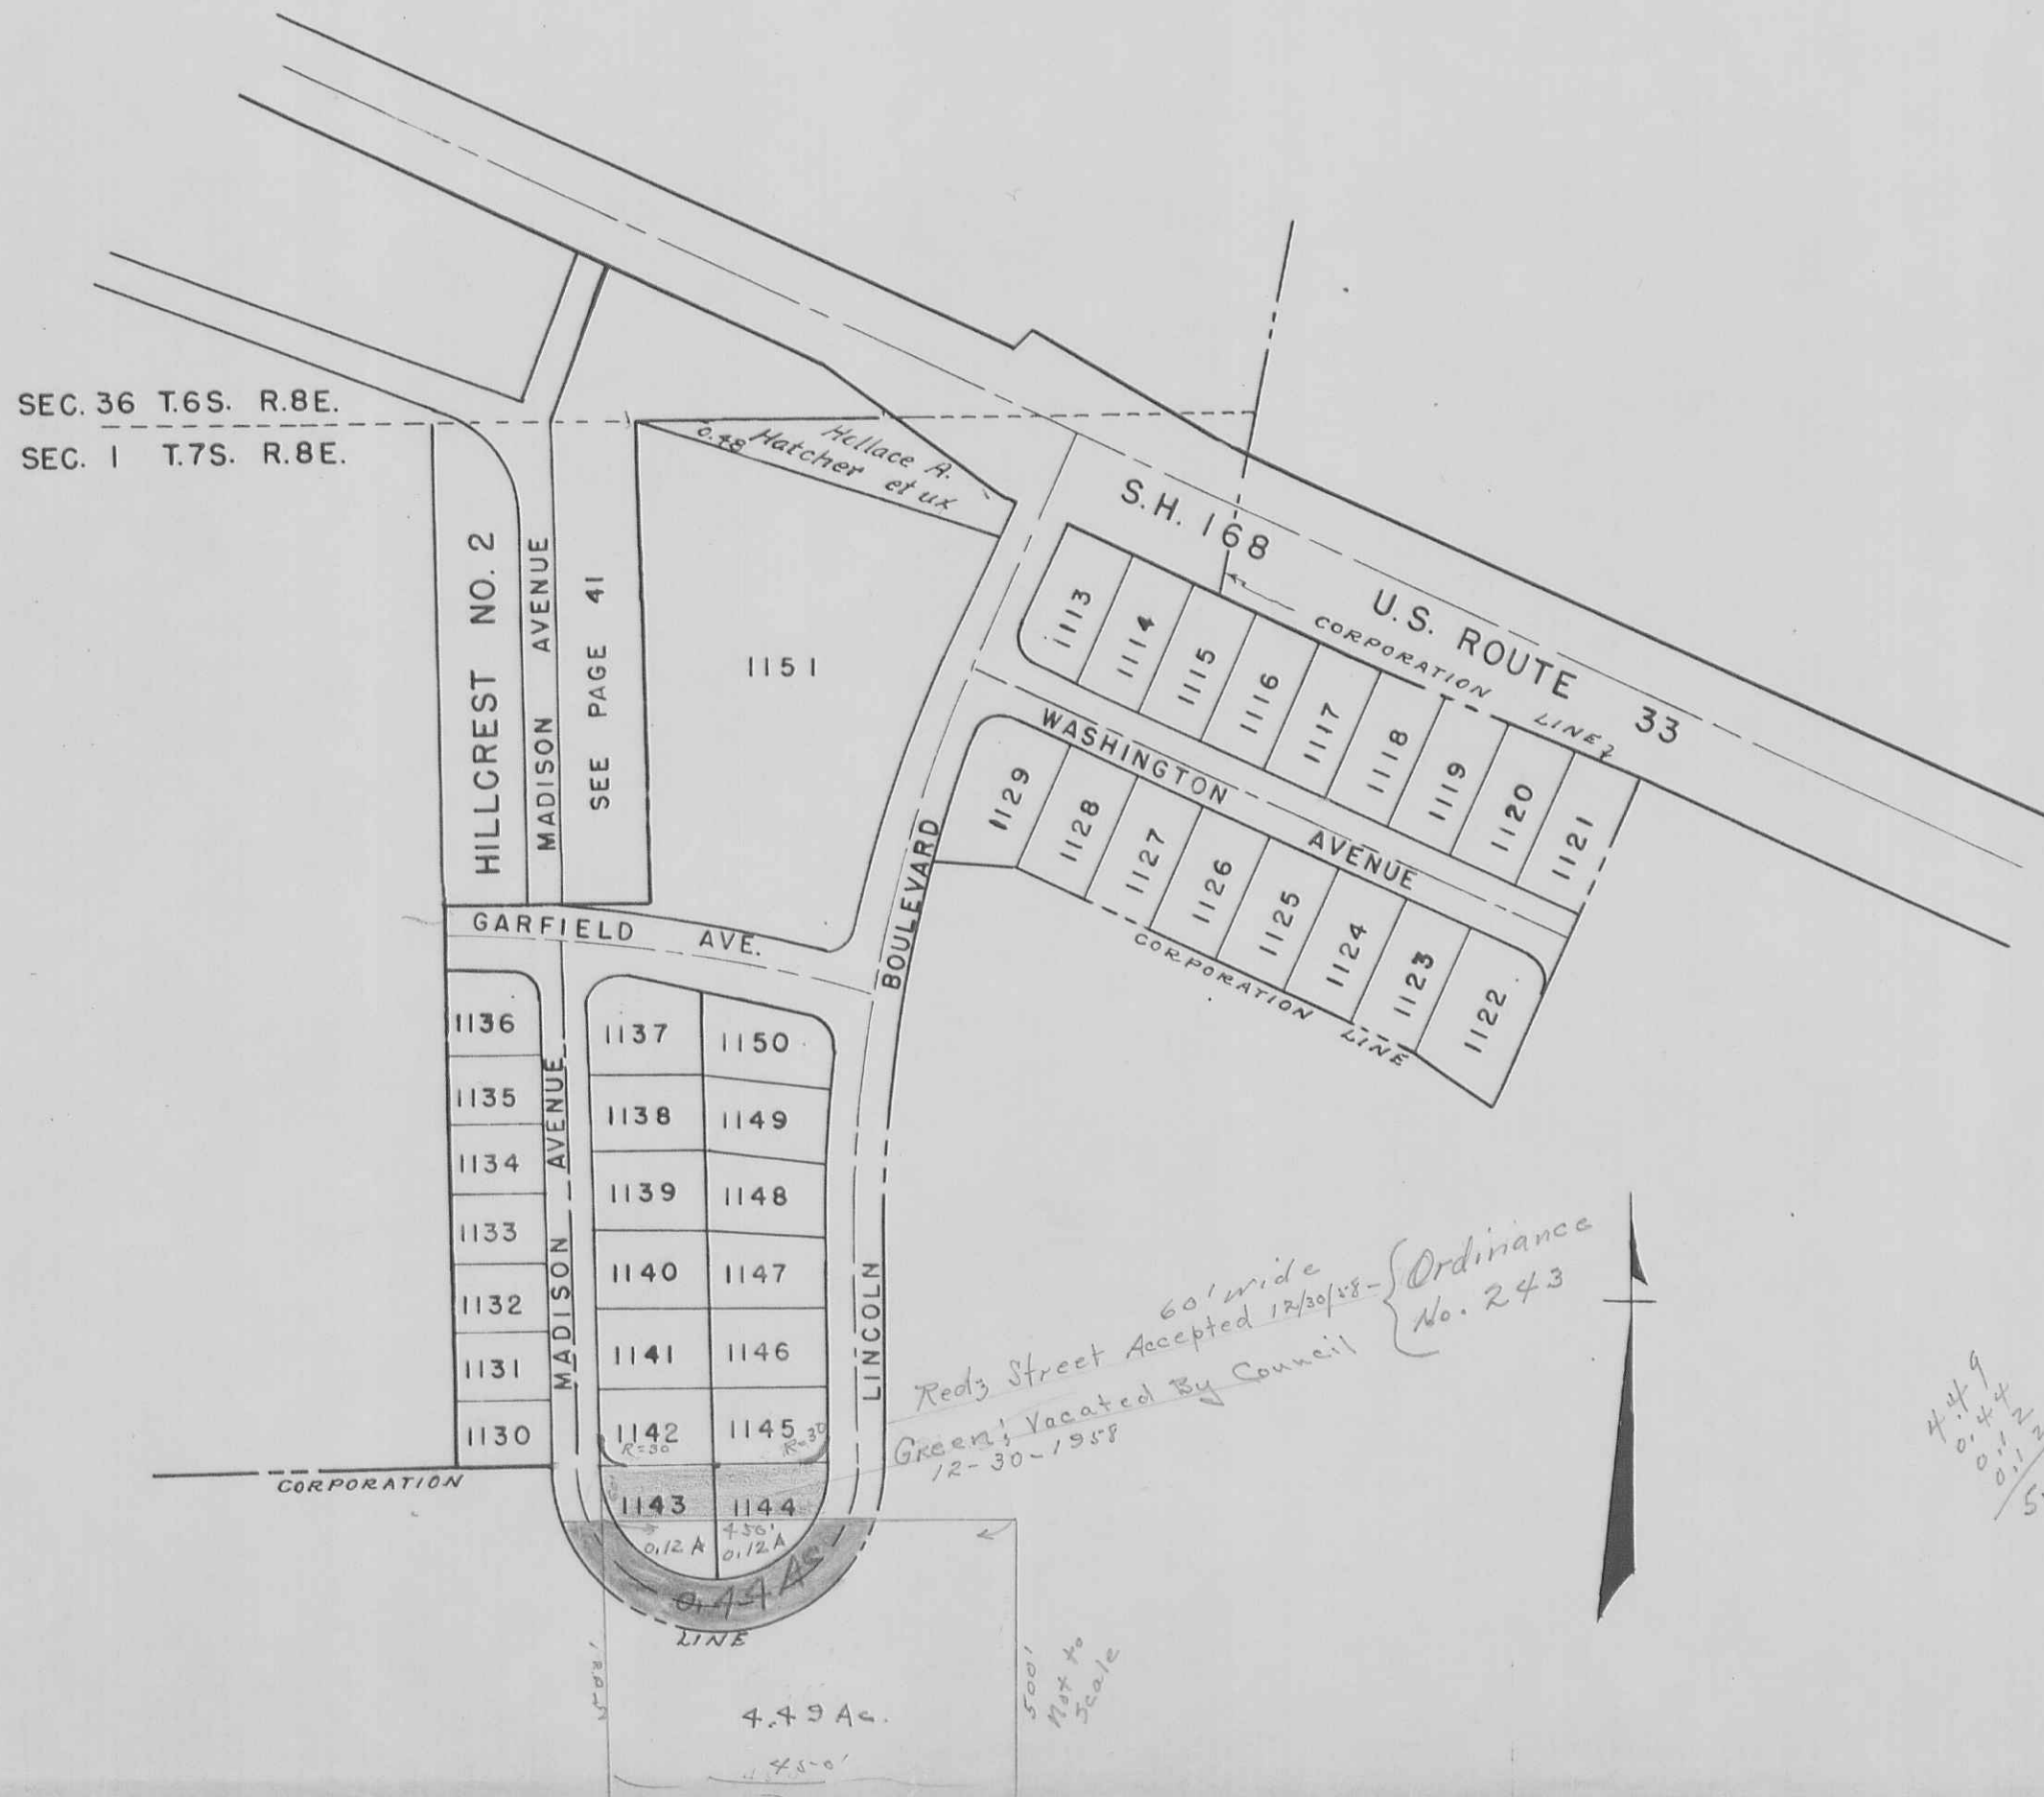 SEC. 36 T.6S. R.8E.
SEC. 1 T.7S. R.8E.
0.48
Hollace A.
Hatcher et ux
S.H. 168
U.S. ROUTE 33
CORPORATION LINE
HILLCREST NO. 2
MADISON AVENUE
SEE PAGE 41
1151
1113
1114
1115
1116
1117
1118
1119
1120
1121
WASHINGTON AVENUE
1129
1128
1127
1126
1125
1124
1123
1122
CORPORATION LINE
GARFIELD AVE.
LINCOLN BOULEVARD
MADISON AVENUE
1136
1135
1134
1133
1132
1131
1130
1137
1138
1139
1140
1141
1142
R=30
1143
0.12 A
1150
1149
1148
1147
1146
1145
R=30
1144
450'
0.12 A
0.44 Ac
CORPORATION
LINE
60' wide
Red; Street Accepted 12/30/58-
Green; Vacated By Council
12-30-1958
Ordinance
No. 243
500'
500'
Not to
Scale
4.49 Ac.
450'
4.49
0.44
0.12
0.12